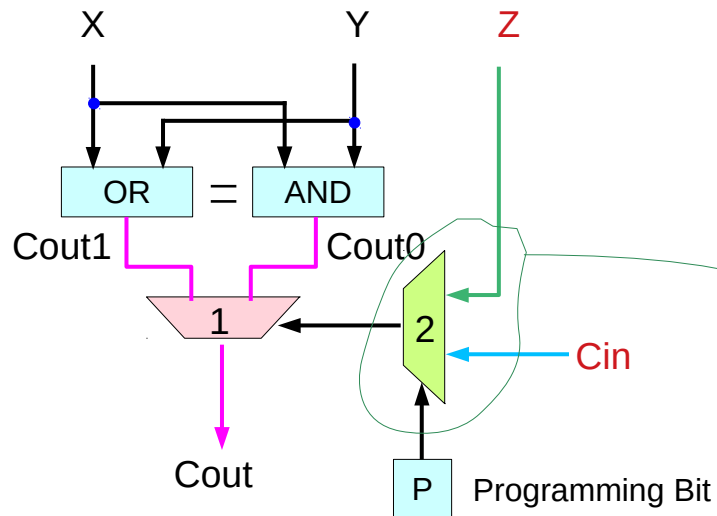 X Y Z
OR = AND
Cout1 Cout0
1 2
Cin
Cout
P Programming Bit